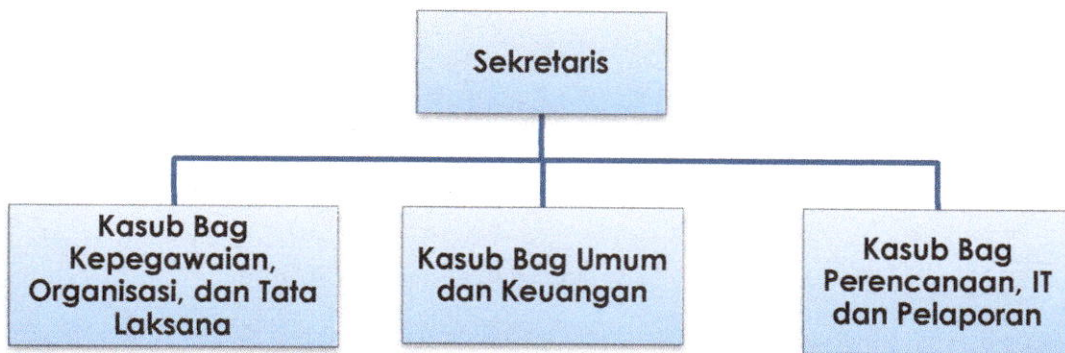 Sekretaris
Kasub Bag
Kepegawaian,
Organisasi, dan Tata
Laksana
Kasub Bag Umum
dan Keuangan
Kasub Bag
Perencanaan, IT
dan Pelaporan